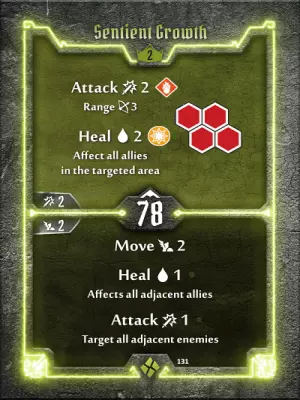 Sentient Growth
2
Attack 2
Range 3
Heal 2
Affect all allies
in the targeted area
2
78
2
Move 2
Heal 1
Affects all adjacent allies
Attack 1
Target all adjacent enemies
131